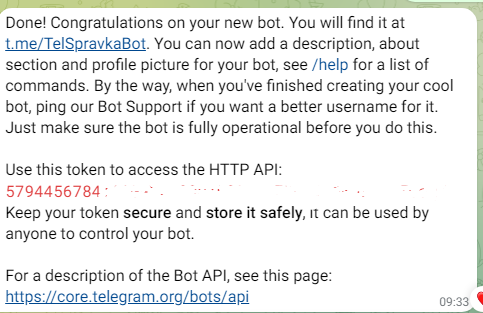 Done! Congratulations on your new bot. You will find it at
t.me/TelSpravkaBot. You can now add a description, about
section and profile picture for your bot, see /help for a list of
commands. By the way, when you've finished creating your cool
bot, ping our Bot Support if you want a better username for it.
Just make sure the bot is fully operational before you do this.
Use this token to access the HTTP API:
5794456784:
Keep your token secure and store it safely, it can be used by
anyone to control your bot.
For a description of the Bot API, see this page:
https://core.telegram.org/bots/api
09:33